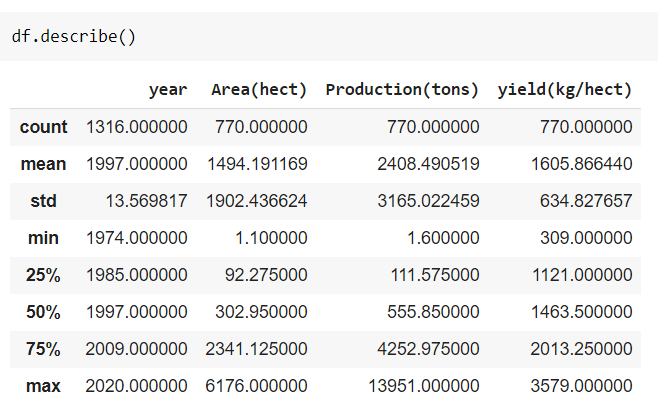 df.describe()
year Area(hect) Production(tons) yield(kg/hect)
count 1316.000000 770.000000 770.000000 770.000000
mean 1997.000000 1494.191169 2408.490519 1605.866440
std 13.569817 1902.436624 3165.022459 634.827657
min 1974.000000 1.100000 1.600000 309.000000
25% 1985.000000 92.275000 111.575000 1121.000000
50% 1997.000000 302.950000 555.850000 1463.500000
75% 2009.000000 2341.125000 4252.975000 2013.250000
max 2020.000000 6176.000000 13951.000000 3579.000000